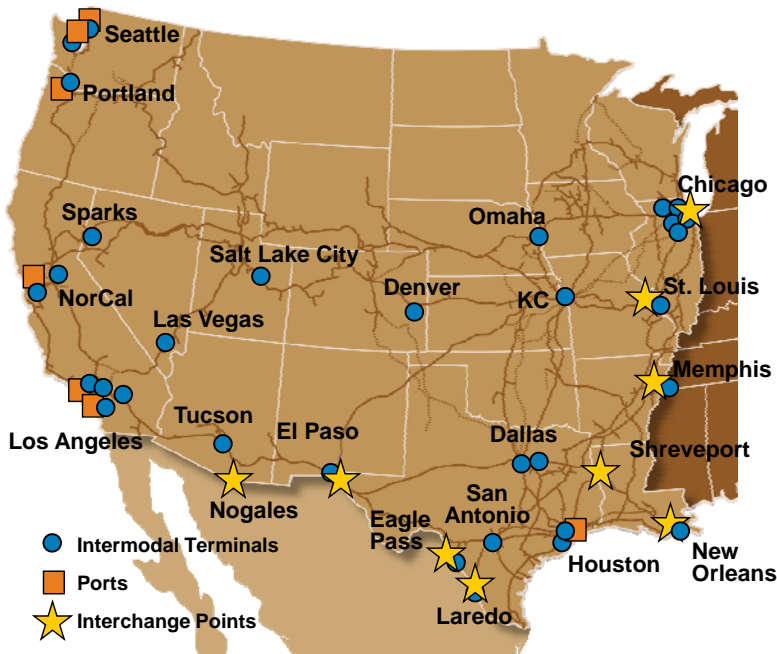 Seattle
Portland
Chicago
Sparks
Omaha
Salt Lake City
Denver
KC
St. Louis
NorCal
Las Vegas
Memphis
Tucson
El Paso
Los Angeles
Dallas
Shreveport
Nogales
San
Antonio
Eagle
Pass
Intermodal Terminals
Houston
New
Orleans
Ports
Laredo
Interchange Points